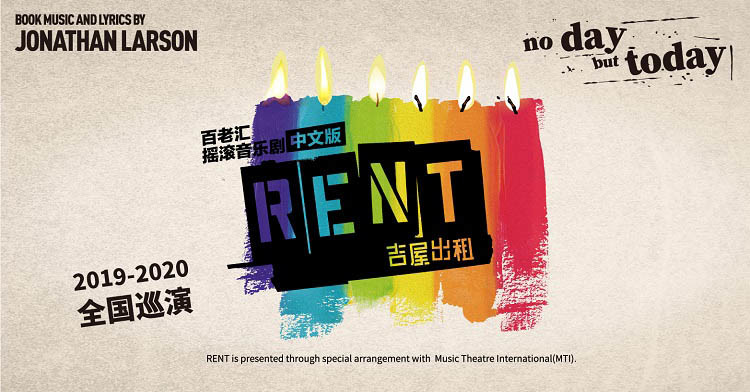 BOOK MUSIC AND LYRICS BY
JONATHAN LARSON
no day
but today
百老汇
摇滚音乐剧 中文版
RENT
吉屋出租
2019-2020
全国巡演
RENT is presented through special arrangement with Music Theatre International(MTI).